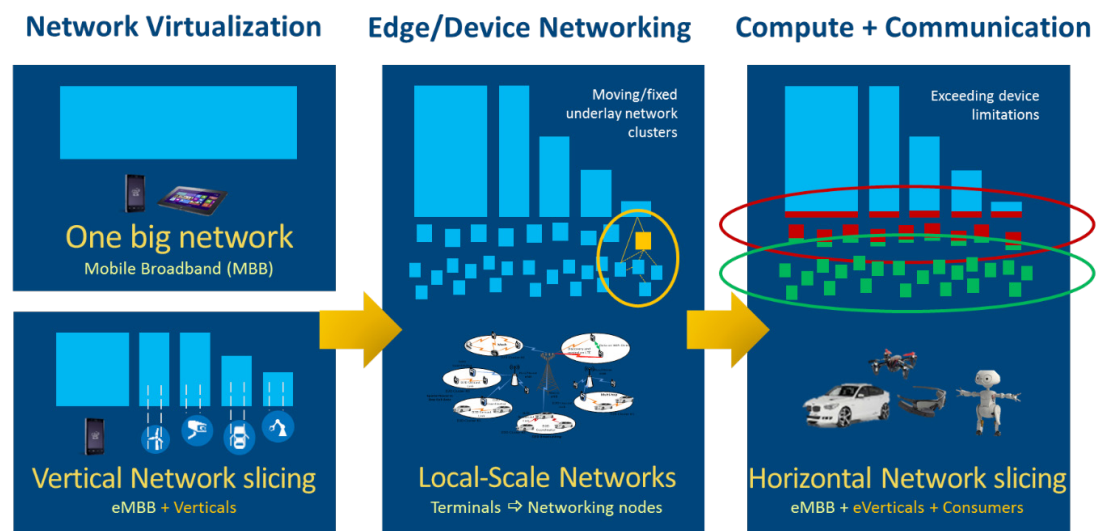 Network Virtualization
One big network
Mobile Broadband (MBB)
Vertical Network slicing
eMBB + Verticals
Edge/Device Networking
Moving/fixed
underlay network
clusters
Local-Scale Networks
Terminals ⇨ Networking nodes
Compute + Communication
Exceeding device
limitations
Horizontal Network slicing
eMBB + eVerticals + Consumers